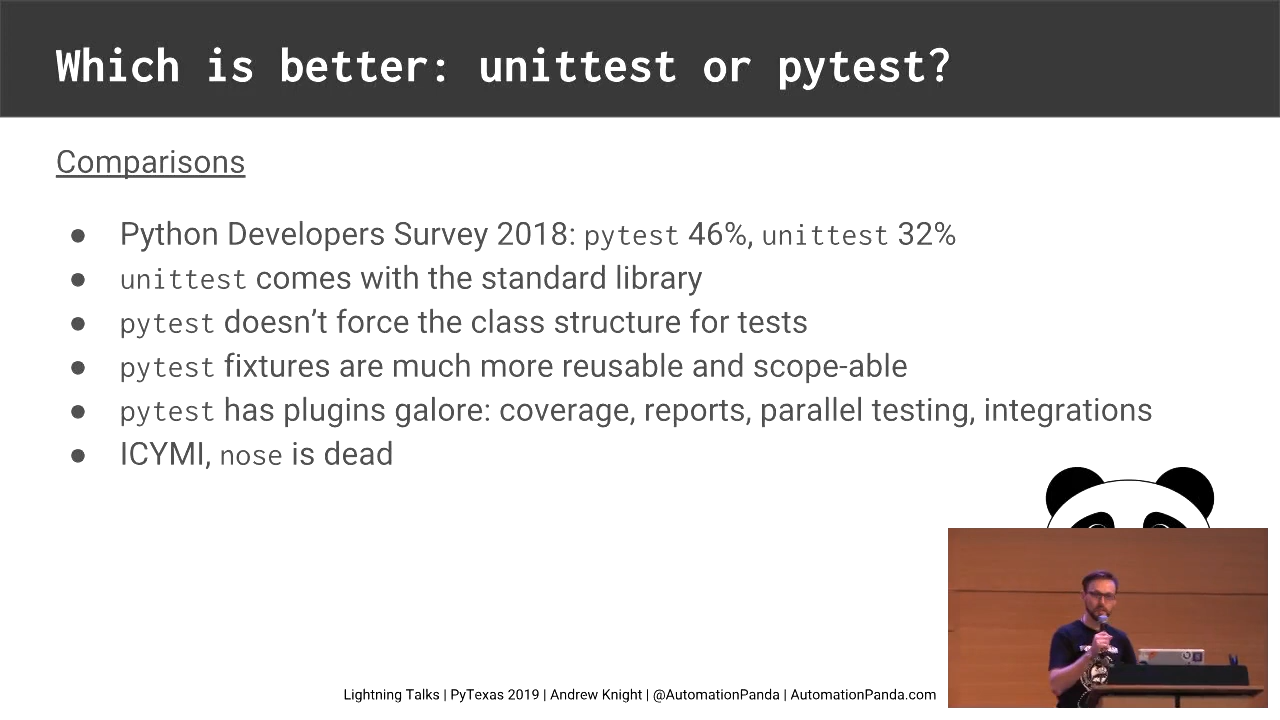 Which is better: unittest or pytest?
Comparisons
● Python Developers Survey 2018: pytest 46%, unittest 32%
● unittest comes with the standard library
● pytest doesn’t force the class structure for tests
● pytest fixtures are much more reusable and scope-able
● pytest has plugins galore: coverage, reports, parallel testing, integrations
● ICYMI, nose is dead
Lightning Talks | PyTexas 2019 | Andrew Knight | @AutomationPanda | AutomationPanda.com